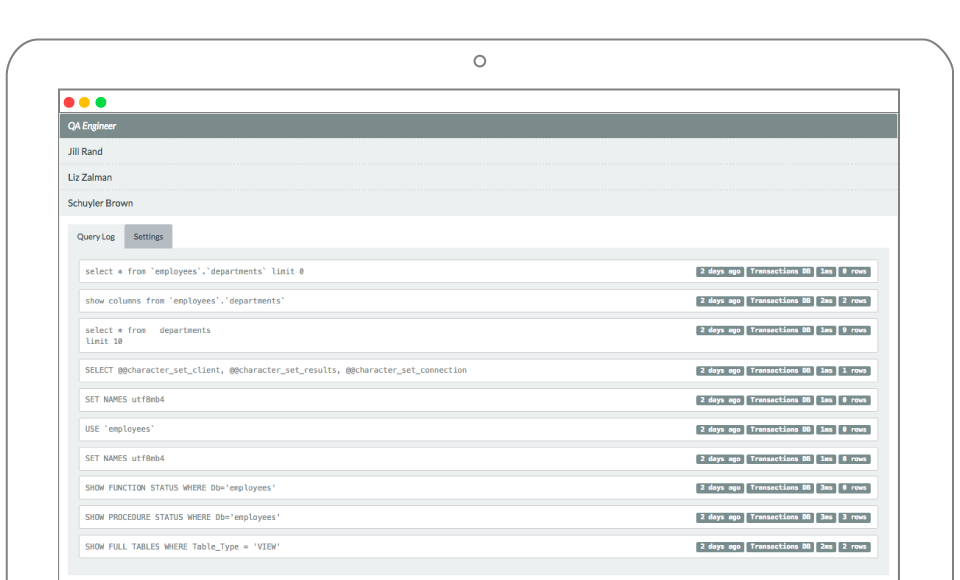 QA Engineer
Jill Rand
Liz Zalman
Schuyler Brown
Query Log Settings
select * from `employees`.`departments` limit 0 2 days ago Transactions DB 1ms 0 rows
show columns from `employees`.`departments` 2 days ago Transactions DB 2ms 2 rows
select * from departments 2 days ago Transactions DB 1ms 9 rows
limit 10
SELECT @@character_set_client, @@character_set_results, @@character_set_connection 2 days ago Transactions DB 1ms 1 rows
SET NAMES utf8mb4 2 days ago Transactions DB 1ms 0 rows
USE `employees` 2 days ago Transactions DB 1ms 0 rows
SET NAMES utf8mb4 2 days ago Transactions DB 1ms 0 rows
SHOW FUNCTION STATUS WHERE Db='employees' 2 days ago Transactions DB 3ms 0 rows
SHOW PROCEDURE STATUS WHERE Db='employees' 2 days ago Transactions DB 3ms 3 rows
SHOW FULL TABLES WHERE Table_Type = 'VIEW' 2 days ago Transactions DB 2ms 2 rows